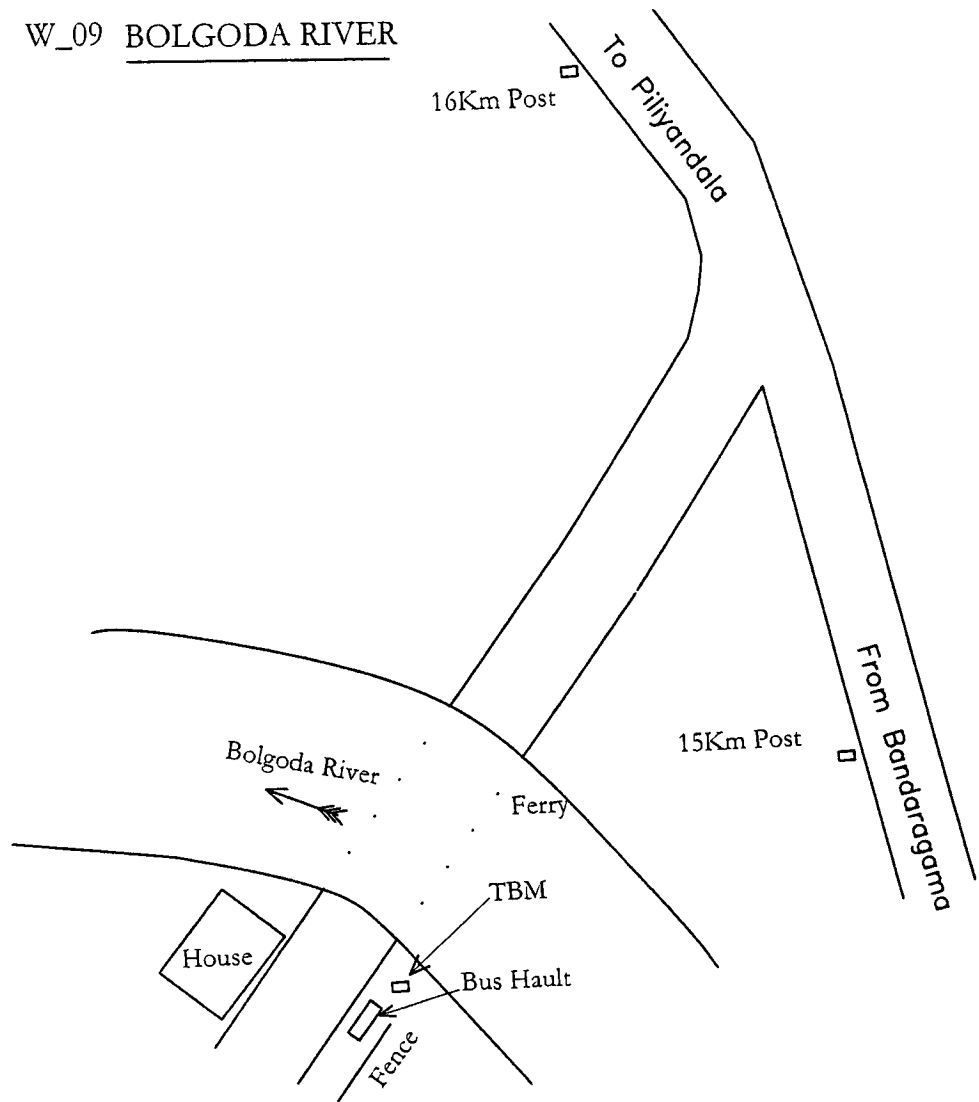 W_09 BOLGODA RIVER
To Piliyandala
16Km Post
From Bandaragama
15Km Post
Bolgoda River
Ferry
TBM
House
Bus Hault
Fence